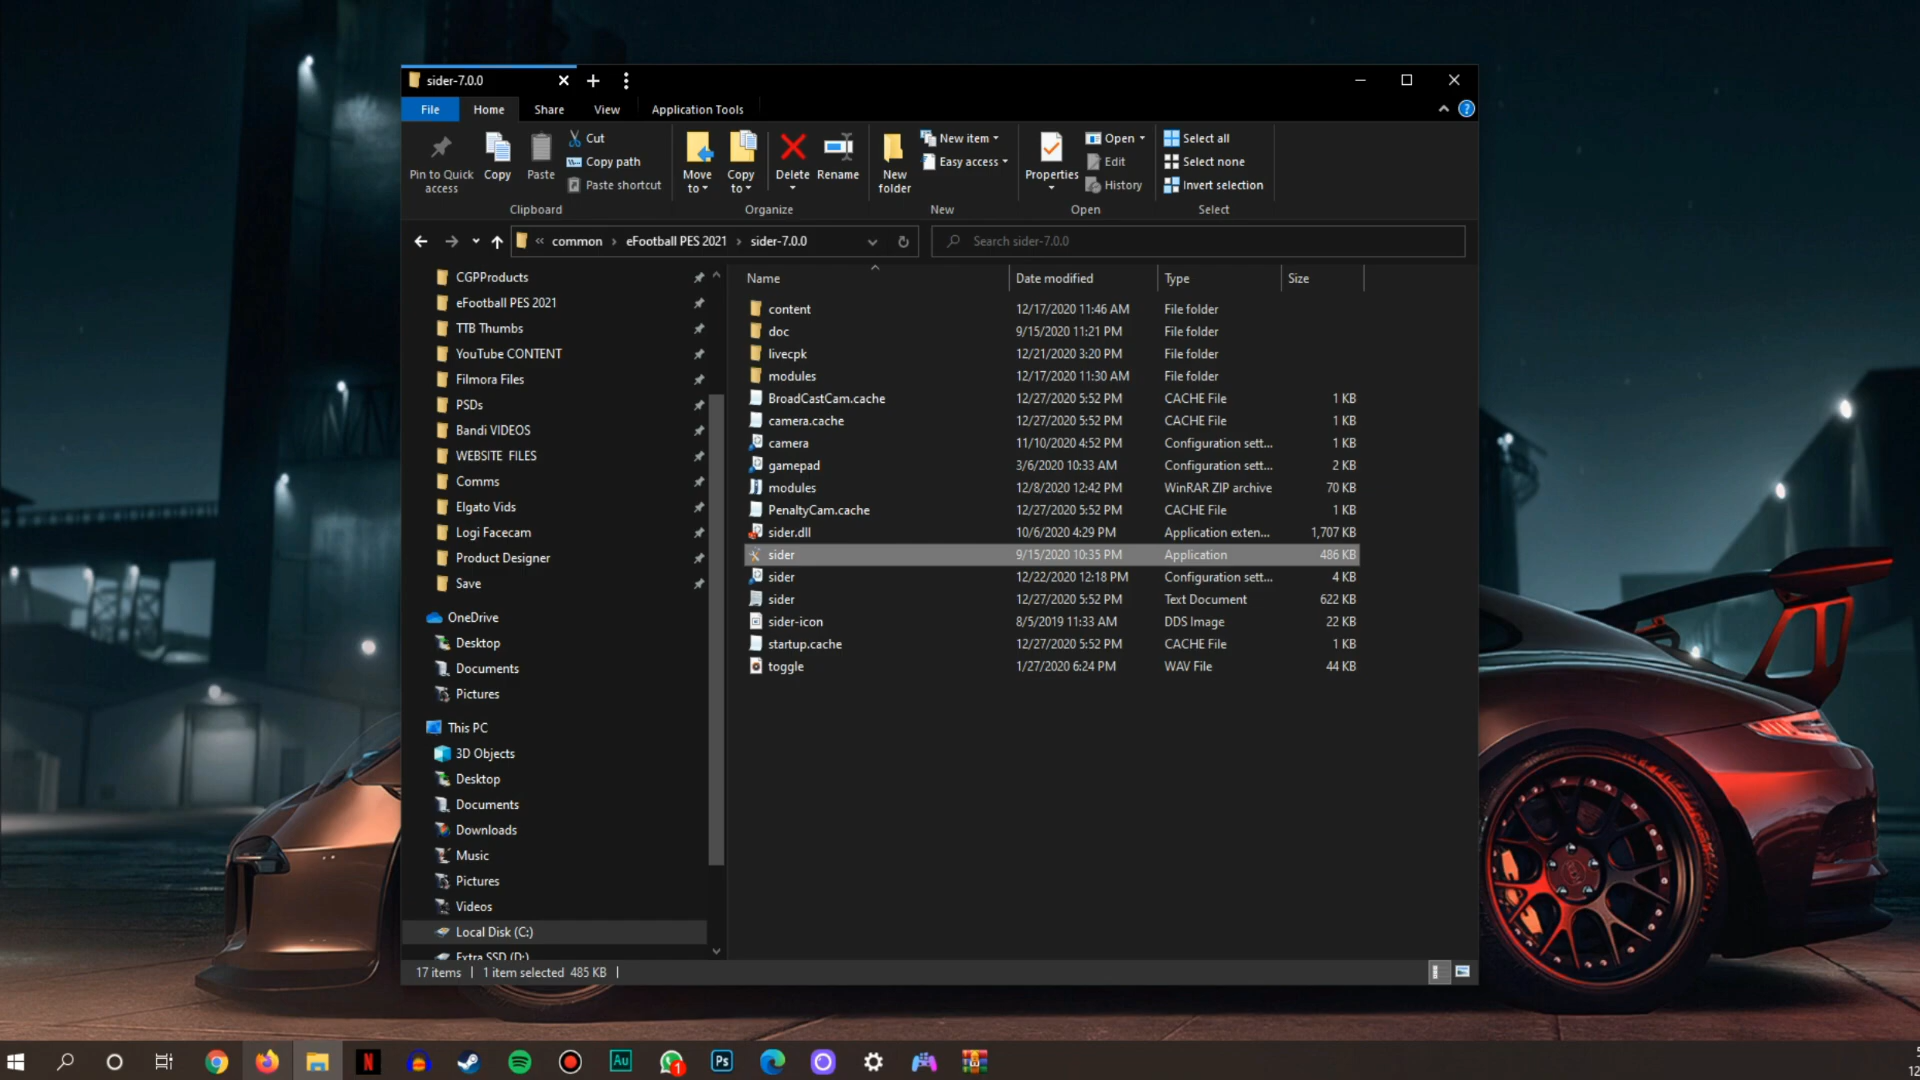 sider-7.0.0
File Home Share View Application Tools
Pin to Quick access
Copy
Paste
Cut
Copy path
Paste shortcut
Clipboard
Move to
Copy to
Delete
Rename
Organize
New folder
New item
Easy access
New
Properties
Open
Edit
History
Open
Select all
Select none
Invert selection
Select
« common › eFootball PES 2021 › sider-7.0.0
Search sider-7.0.0
CGPProducts
eFootball PES 2021
TTB Thumbs
YouTube CONTENT
Filmora Files
PSDs
Bandi VIDEOS
WEBSITE FILES
Comms
Elgato Vids
Logi Facecam
Product Designer
Save
OneDrive
Desktop
Documents
Pictures
This PC
3D Objects
Desktop
Documents
Downloads
Music
Pictures
Videos
Local Disk (C:)
Extra SSD (D:)
Name Date modified Type Size
content 12/17/2020 11:46 AM File folder
doc 9/15/2020 11:21 PM File folder
livecpk 12/21/2020 3:20 PM File folder
modules 12/17/2020 11:30 AM File folder
BroadCastCam.cache 12/27/2020 5:52 PM CACHE File 1 KB
camera.cache 12/27/2020 5:52 PM CACHE File 1 KB
camera 11/10/2020 4:52 PM Configuration sett... 1 KB
gamepad 3/6/2020 10:33 AM Configuration sett... 2 KB
modules 12/8/2020 12:42 PM WinRAR ZIP archive 70 KB
PenaltyCam.cache 12/27/2020 5:52 PM CACHE File 1 KB
sider.dll 10/6/2020 4:29 PM Application exten... 1,707 KB
sider 9/15/2020 10:35 PM Application 486 KB
sider 12/22/2020 12:18 PM Configuration sett... 4 KB
sider 12/27/2020 5:52 PM Text Document 622 KB
sider-icon 8/5/2019 11:33 AM DDS Image 22 KB
startup.cache 12/27/2020 5:52 PM CACHE File 1 KB
toggle 1/27/2020 6:24 PM WAV File 44 KB
17 items 1 item selected 485 KB
N Au 1 Ps
12